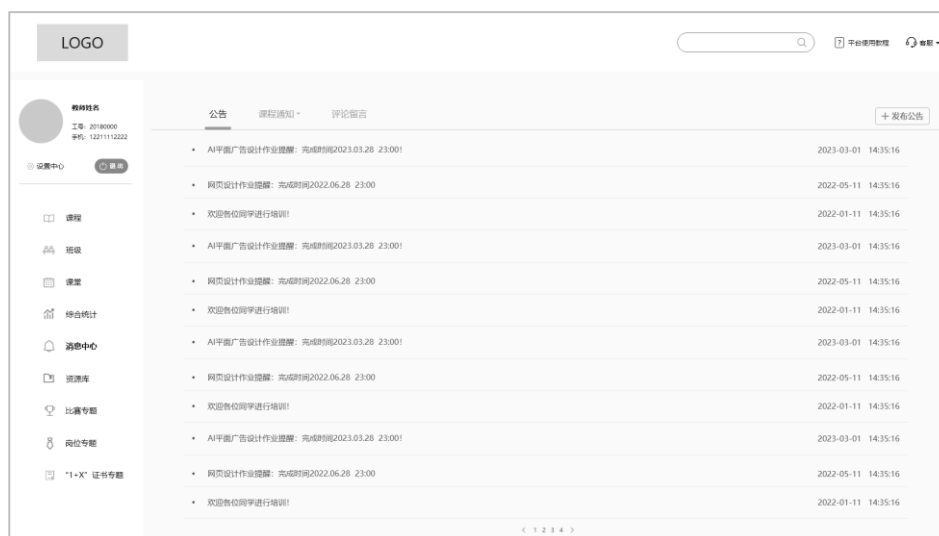 LOGO
? 平台使用教程 客服
教师姓名
工号: 20180000
手机: 12211112222
设置中心 退出
课程
班级
课堂
综合统计
消息中心
资源库
比赛专题
岗位专题
"1+X" 证书专题
公告 课程通知 评论留言 + 发布公告
• AI平面广告设计作业提醒: 完成时间2023.03.28 23:00! 2023-03-01 14:35:16
• 网页设计作业提醒: 完成时间2022.06.28 23:00 2022-05-11 14:35:16
• 欢迎各位同学进行培训! 2022-01-11 14:35:16
• AI平面广告设计作业提醒: 完成时间2023.03.28 23:00! 2023-03-01 14:35:16
• 网页设计作业提醒: 完成时间2022.06.28 23:00 2022-05-11 14:35:16
• 欢迎各位同学进行培训! 2022-01-11 14:35:16
• AI平面广告设计作业提醒: 完成时间2023.03.28 23:00! 2023-03-01 14:35:16
• 网页设计作业提醒: 完成时间2022.06.28 23:00 2022-05-11 14:35:16
• 欢迎各位同学进行培训! 2022-01-11 14:35:16
• AI平面广告设计作业提醒: 完成时间2023.03.28 23:00! 2023-03-01 14:35:16
• 网页设计作业提醒: 完成时间2022.06.28 23:00 2022-05-11 14:35:16
• 欢迎各位同学进行培训! 2022-01-11 14:35:16
< 1 2 3 4 >